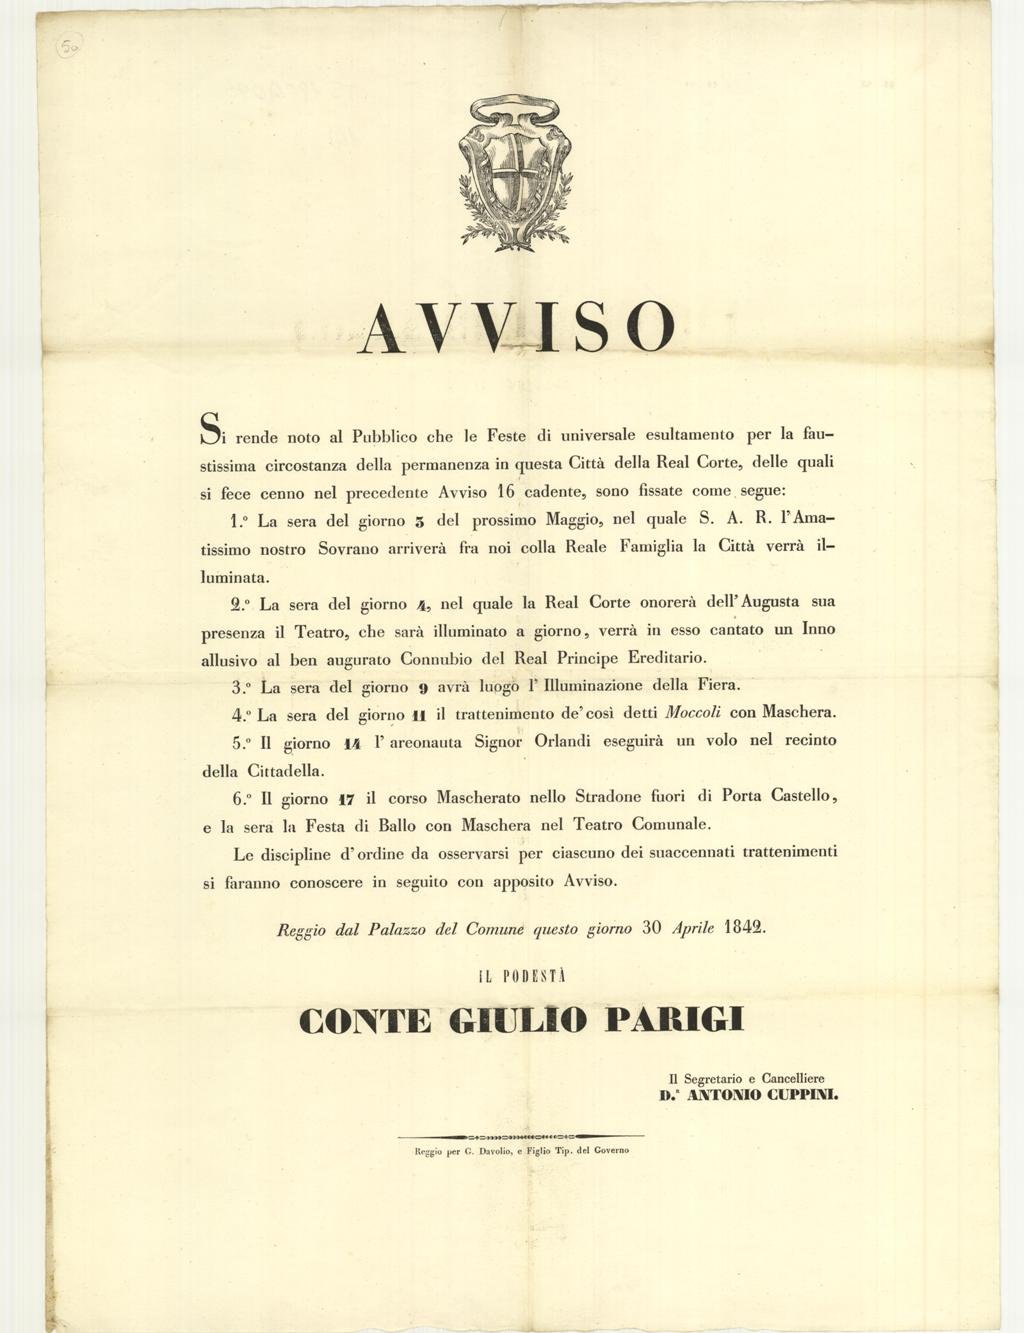 50
AVVISO
Si rende noto al Pubblico che le Feste di universale esultamento per la fau-
stissima circostanza della permanenza in questa Città della Real Corte, delle quali
si fece cenno nel precedente Avviso 16 cadente, sono fissate come segue:
1.° La sera del giorno 3 del prossimo Maggio, nel quale S. A. R. l'Ama-
tissimo nostro Sovrano arriverà fra noi colla Reale Famiglia la Città verrà il-
luminata.
2.° La sera del giorno 4, nel quale la Real Corte onorerà dell'Augusta sua
presenza il Teatro, che sarà illuminato a giorno, verrà in esso cantato un Inno
allusivo al ben augurato Connubio del Real Principe Ereditario.
3.° La sera del giorno 9 avrà luogo l'Illuminazione della Fiera.
4.° La sera del giorno 11 il trattenimento de' così detti Moccoli con Maschera.
5.° Il giorno 14 l'areonauta Signor Orlandi eseguirà un volo nel recinto
della Cittadella.
6.° Il giorno 17 il corso Mascherato nello Stradone fuori di Porta Castello,
e la sera la Festa di Ballo con Maschera nel Teatro Comunale.
Le discipline d'ordine da osservarsi per ciascuno dei suaccennati trattenimenti
si faranno conoscere in seguito con apposito Avviso.
Reggio dal Palazzo del Comune questo giorno 30 Aprile 1842.
IL PODESTÀ
CONTE GIULIO PARIGI
Il Segretario e Cancelliere
D.r ANTONIO CUPPINI.
Reggio per G. Davolio, e Figlio Tip. del Governo